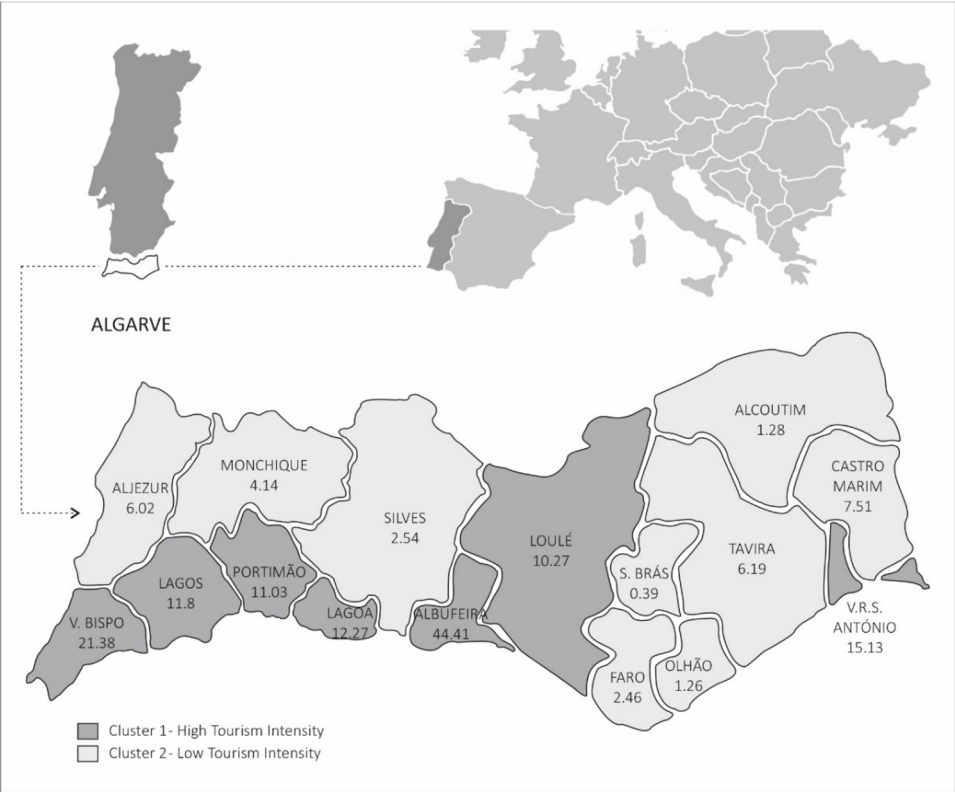 ALGARVE
ALCOUTIM
1.28
CASTRO
MARIM
7.51
MONCHIQUE
4.14
ALJEZUR
6.02
SILVES
2.54
LOULÉ
10.27
TAVIRA
6.19
S. BRÁS
0.39
PORTIMÃO
11.03
LAGOS
11.8
LAGOA
12.27
ALBUFEIRA
44.41
V. BISPO
21.38
V.R.S.
ANTÓNIO
15.13
FARO
2.46
OLHÃO
1.26
Cluster 1- High Tourism Intensity
Cluster 2- Low Tourism Intensity